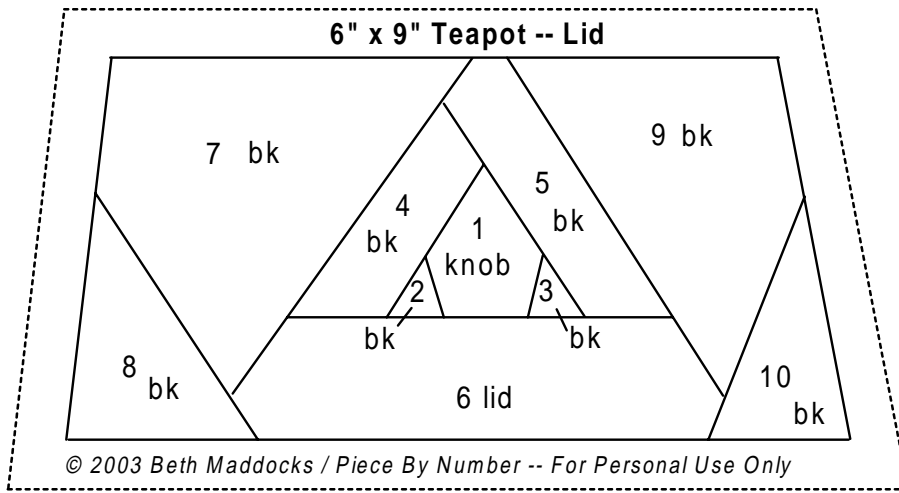 6" x 9" Teapot -- Lid
7 bk
9 bk
4
bk
5
bk
1
knob
2
bk
3
bk
8
bk
6 lid
10
bk
© 2003 Beth Maddocks / Piece By Number -- For Personal Use Only